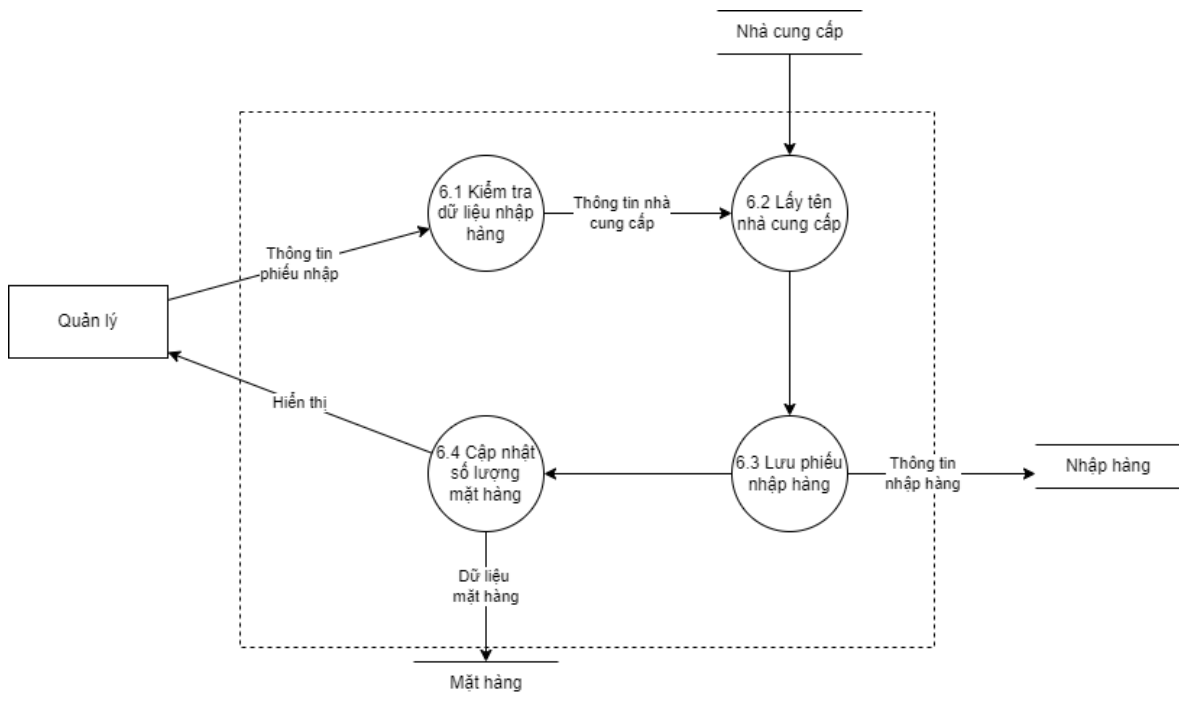 Nhà cung cấp
6.1 Kiểm tra
dữ liệu nhập
hàng
Thông tin nhà
cung cấp
6.2 Lấy tên
nhà cung cấp
Thông tin
phiếu nhập
Quản lý
Hiển thị
6.4 Cập nhật
số lượng
mặt hàng
6.3 Lưu phiếu
nhập hàng
Thông tin
nhập hàng
Nhập hàng
Dữ liệu
mặt hàng
Mặt hàng